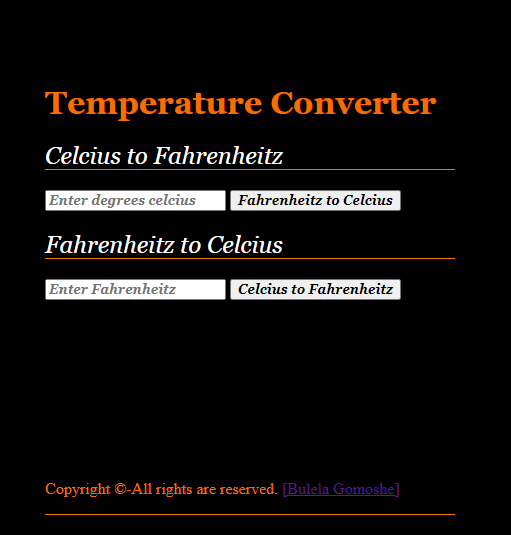 Temperature Converter
Celcius to Fahrenheitz
Enter degrees celcius Fahrenheitz to Celcius
Fahrenheitz to Celcius
Enter Fahrenheitz Celcius to Fahrenheitz
Copyright ©-All rights are reserved. [Bulela Gomoshe]